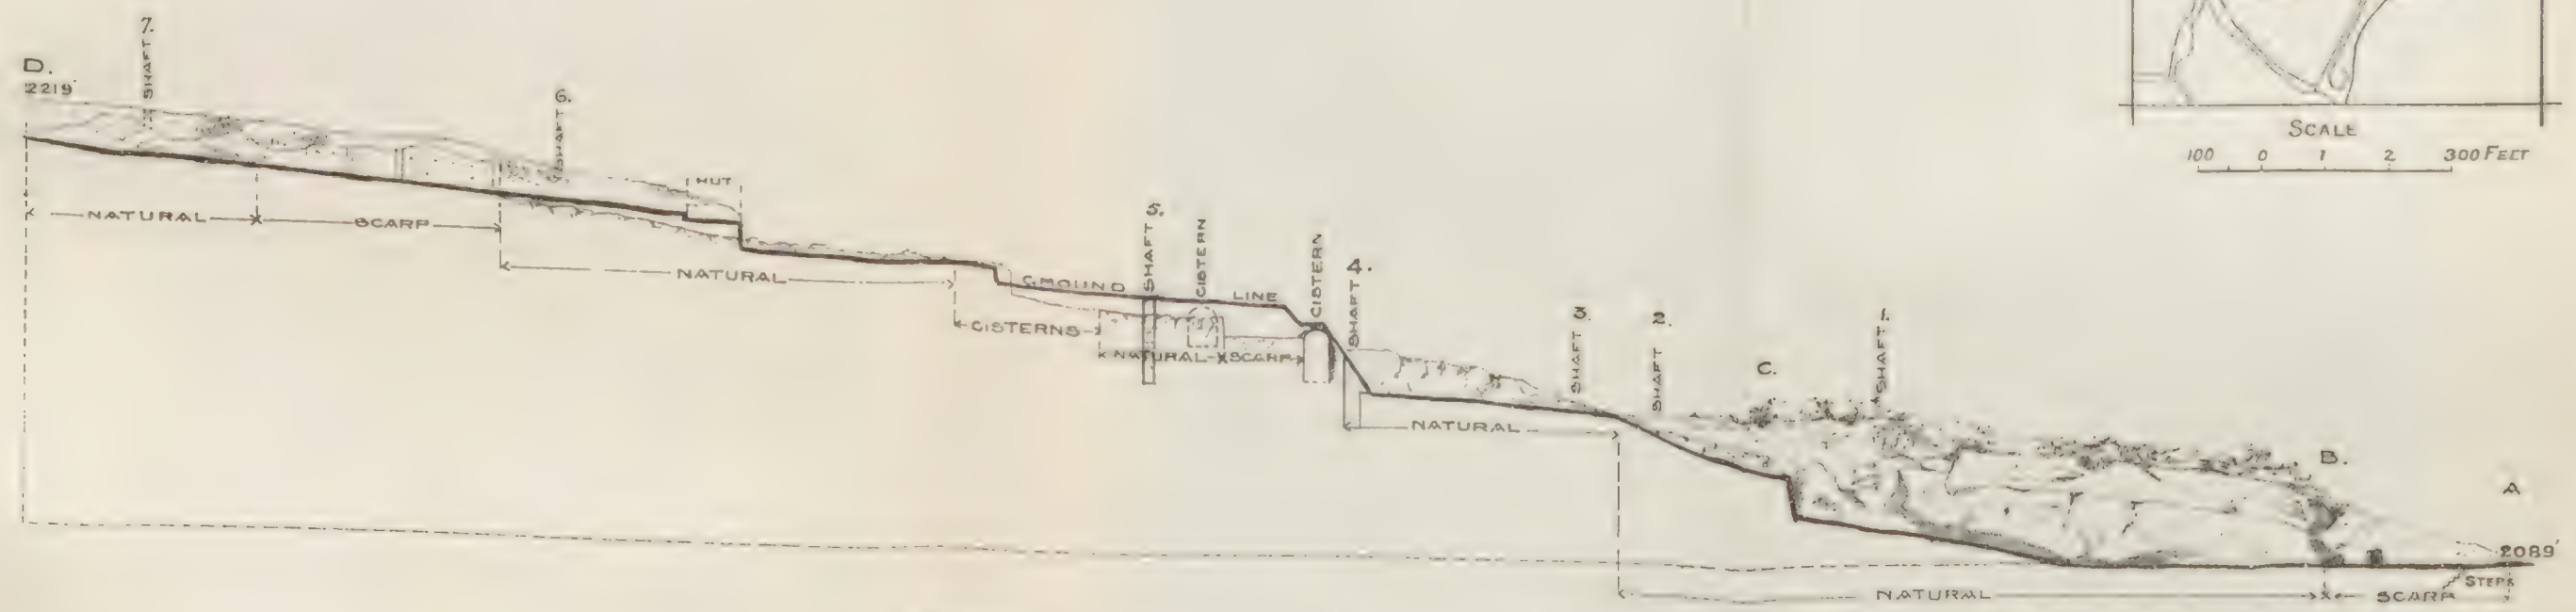 D.
2219'
SHAFT 7.
NATURAL
SCARP
SHAFT 6.
HUT
NATURAL
CISTERNS
GROUND LINE
SHAFT 5.
CISTERN
NATURAL
SCARP
CISTERN
SHAFT 4.
NATURAL
SHAFT 3.
SHAFT 2.
C.
SHAFT 1.
B.
A
2089'
STEPS
NATURAL
SCARP
SCALE
100 0 1 2 300 FEET